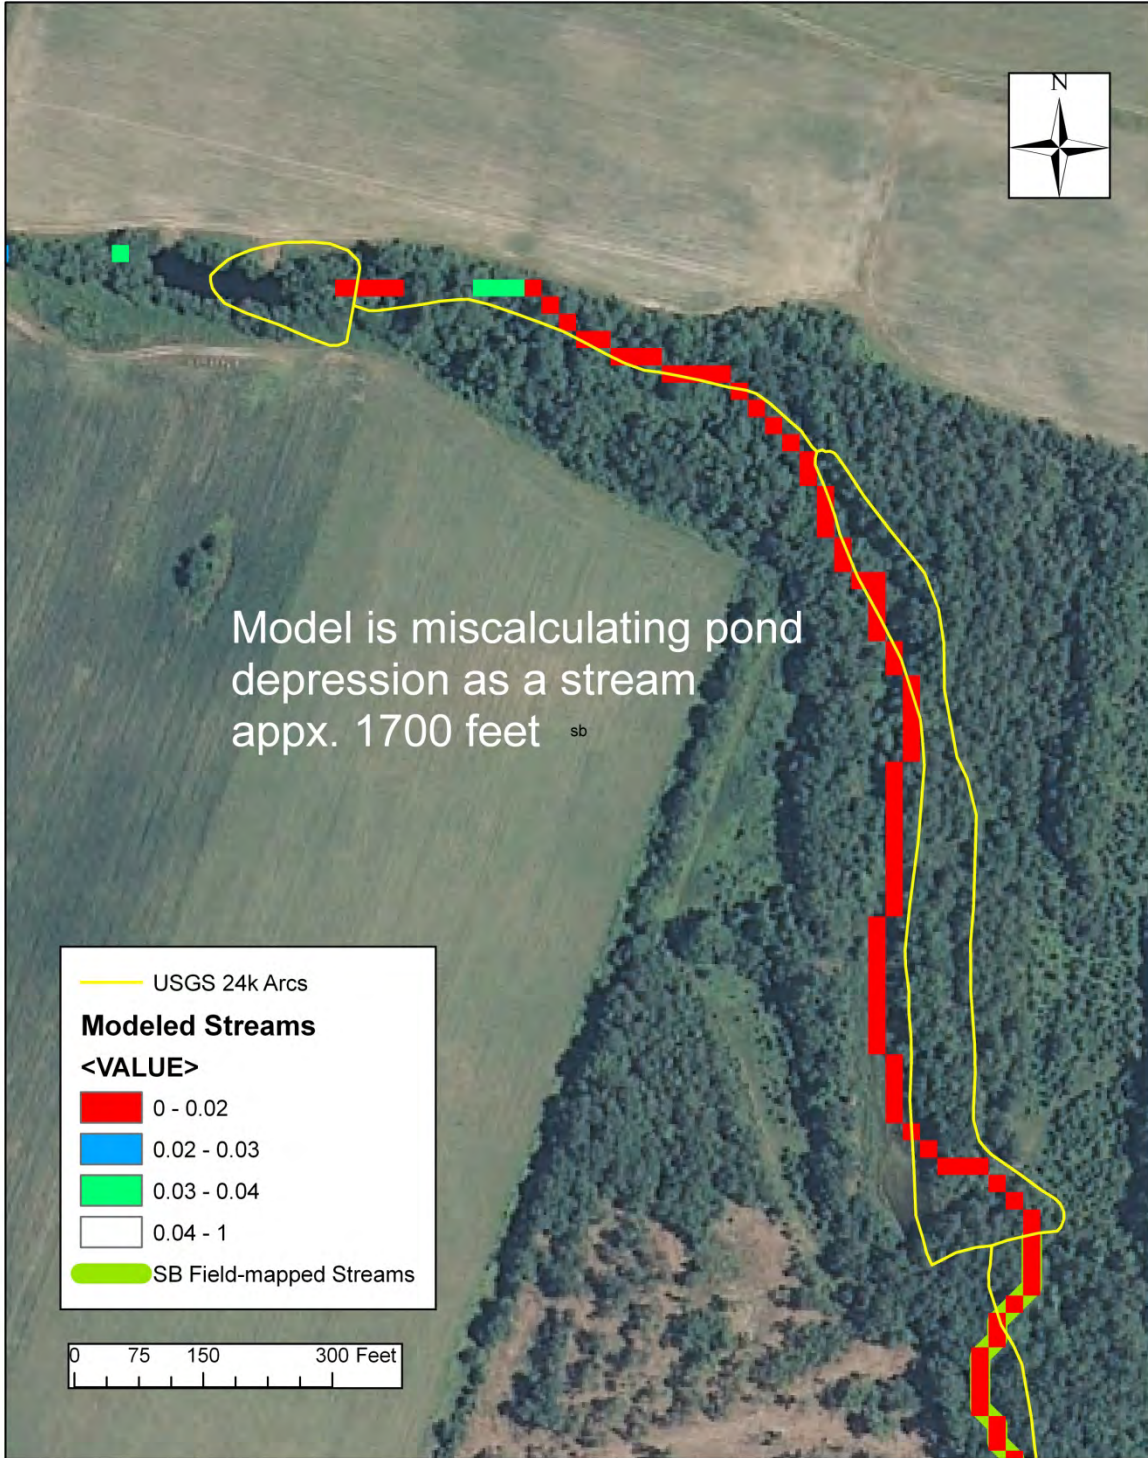 N
Model is miscalculating pond
depression as a stream
appx. 1700 feet sb
USGS 24k Arcs
Modeled Streams
<VALUE>
0 - 0.02
0.02 - 0.03
0.03 - 0.04
0.04 - 1
SB Field-mapped Streams
0 75 150 300 Feet